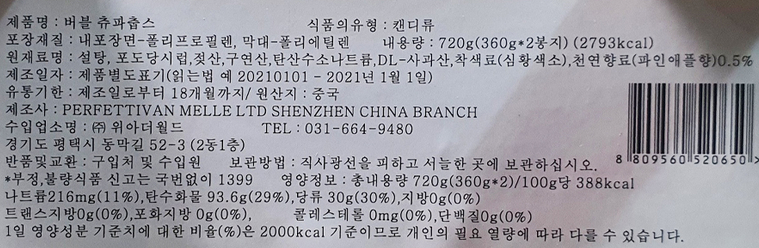 제품명 : 버블 츄파춥스 식품의유형 : 캔디류
포장재질 : 내포장면-폴리프로필렌, 막대-폴리에틸렌 내용량 : 720g(360g*2봉지) (2793kcal)
원재료명 : 설탕, 포도당시럽,젖산,구연산,탄산수소나트륨,DL-사과산,착색료(심황색소),천연향료(파인애플향)0.5%
제조일자 : 제품별도표기(읽는법 예 20210101 - 2021년 1월 1일)
유통기한 : 제조일로부터 18개월까지/ 원산지 : 중국
제조사 : PERFETTIVAN MELLE LTD SHENZHEN CHINA BRANCH
수입업소명 : ㈜ 위아더월드 TEL : 031-664-9480
경기도 평택시 동막길 52-3 (2동1층)
반품및교환 : 구입처 및 수입원 보관방법 : 직사광선을 피하고 서늘한 곳에 보관하십시오.
8 809560 520650 >
*부정,불량식품 신고는 국번없이 1399 영양정보 : 총내용량 720g(360g*2)/100g당 388kcal
나트륨216mg(11%),탄수화물 93.6g(29%),당류 30g(30%),지방0g(0%)
트랜스지방0g(0%),포화지방 0g(0%), 콜레스테롤 0mg(0%),단백질0g(0%)
1일 영양성분 기준치에 대한 비율(%)은 2000kcal 기준이므로 개인의 필요 열량에 따라 다를 수 있습니다.